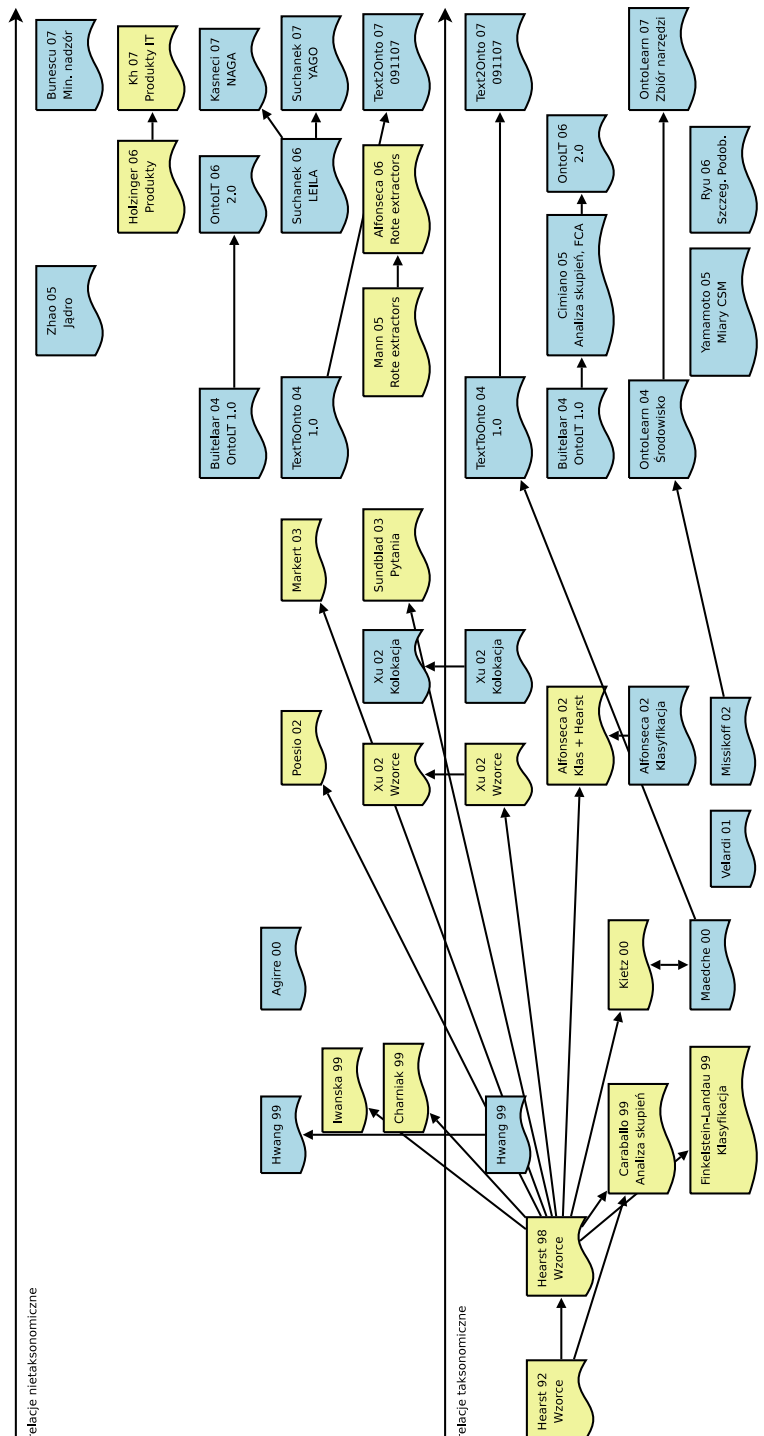 Bunescu 07
Min. nadzór
Kh 07
Produkty IT
Kasneci 07
NAGA
Suchanek 07
YAGO
Text2Onto 07
091107
Text2Onto 07
091107
OntoLearn 07
Zbiór narzędzi
Holzinger 06
Produkty
OntoLT 06
2.0
Suchanek 06
LEILA
Alfonseca 06
Rote extractors
OntoLT 06
2.0
Ryu 06
Szczeg. Podob.
Zhao 05
Jądro
Mann 05
Rote extractors
Cimiano 05
Analiza skupień, FCA
Yamamoto 05
Miary CSM
Buitelaar 04
OntoLT 1.0
TextToOnto 04
1.0
TextToOnto 04
1.0
Buitelaar 04
OntoLT 1.0
OntoLearn 04
Środowisko
Markert 03
Sundblad 03
Pytania
Xu 02
Kolokacja
Xu 02
Kolokacja
Poesio 02
Xu 02
Wzorce
Xu 02
Wzorce
Alfonseca 02
Klas + Hearst
Alfonseca 02
Klasyfikacja
Missikoff 02
Velardi 01
Agirre 00
Kietz 00
Maedche 00
Hwang 99
Iwanska 99
Charniak 99
Hwang 99
Caraballo 99
Analiza skupień
Finkelstein-Landau 99
Klasyfikacja
Hearst 98
Wzorce
Hearst 92
Wzorce
relacje nietaksonomiczne
relacje taksonomiczne